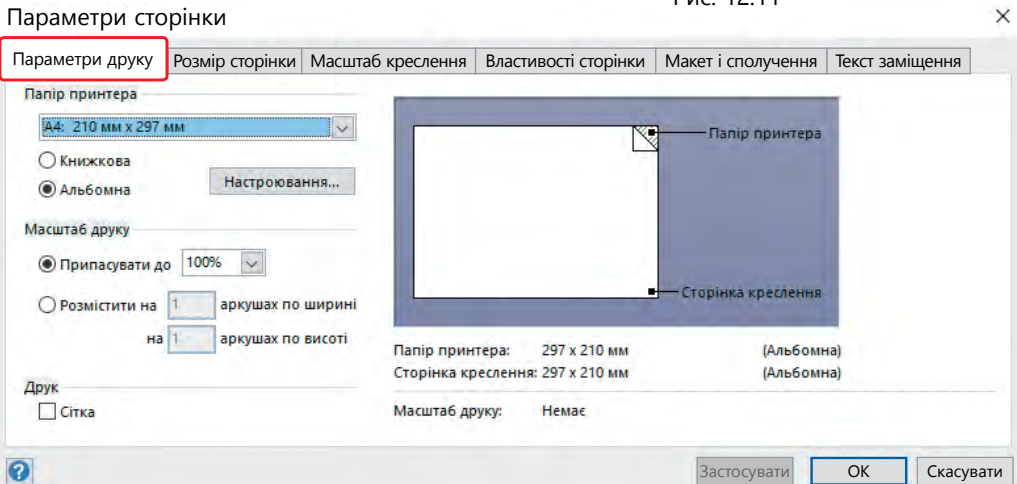 Рис. 12.11
Параметри сторінки
Параметри друку Розмір сторінки Масштаб креслення Властивості сторінки Макет і сполучення Текст заміщення
Папір принтера
A4: 210 мм x 297 мм
Книжкова
Альбомна
Настроювання...
Масштаб друку
Припасувати до 100%
Розмістити на 1 аркушах по ширині
на 1 аркушах по висоті
Друк
Сітка
Папір принтера
Сторінка креслення
Папір принтера: 297 x 210 мм (Альбомна)
Сторінка креслення: 297 x 210 мм (Альбомна)
Масштаб друку: Немає
Застосувати ОК Скасувати